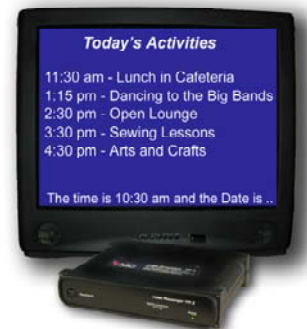 Today's Activities
11:30 am - Lunch in Cafeteria
1:15 pm - Dancing to the Big Bands
2:30 pm - Open Lounge
3:30 pm - Sewing Lessons
4:30 pm - Arts and Crafts
The time is 10:30 am and the Date is ..